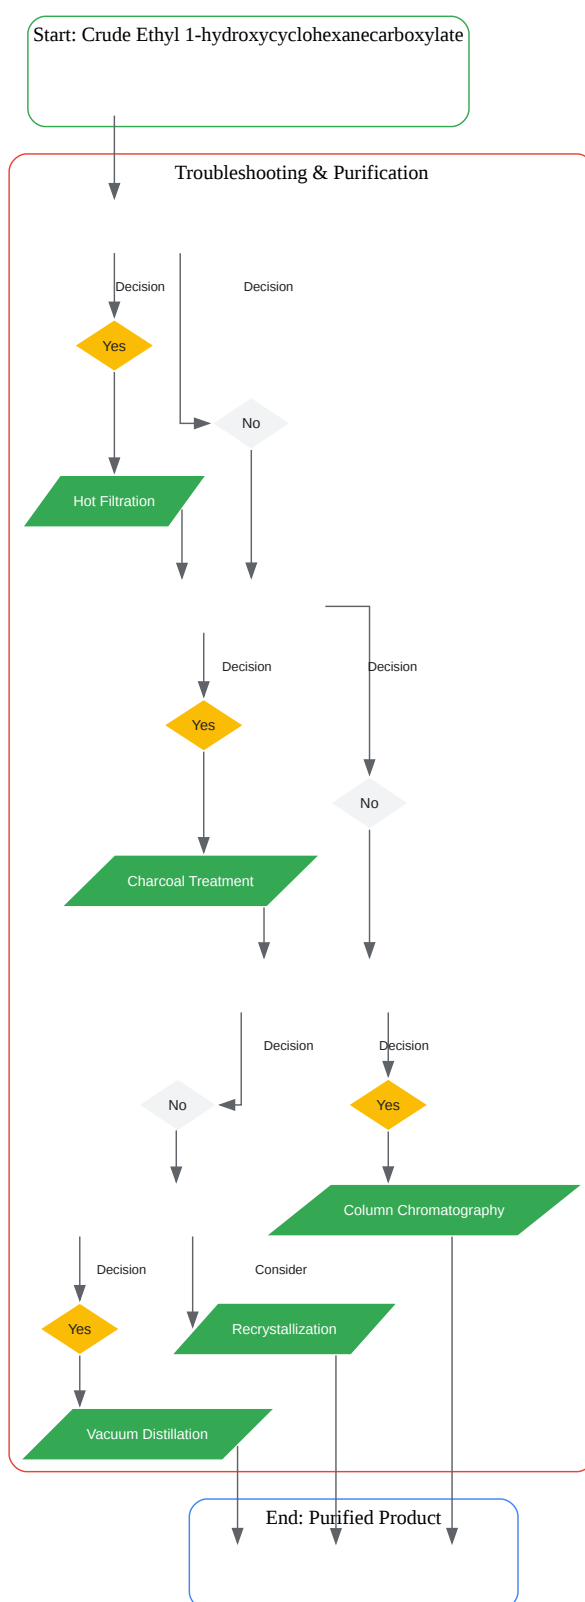 Start: Crude Ethyl 1-hydroxycyclohexanecarboxylate
Troubleshooting & Purification
Decision
Decision
Yes
No
Hot Filtration
Decision
Decision
Yes
No
Charcoal Treatment
Decision
Decision
No
Yes
Column Chromatography
Decision
Consider
Yes
Recrystallization
Vacuum Distillation
End: Purified Product